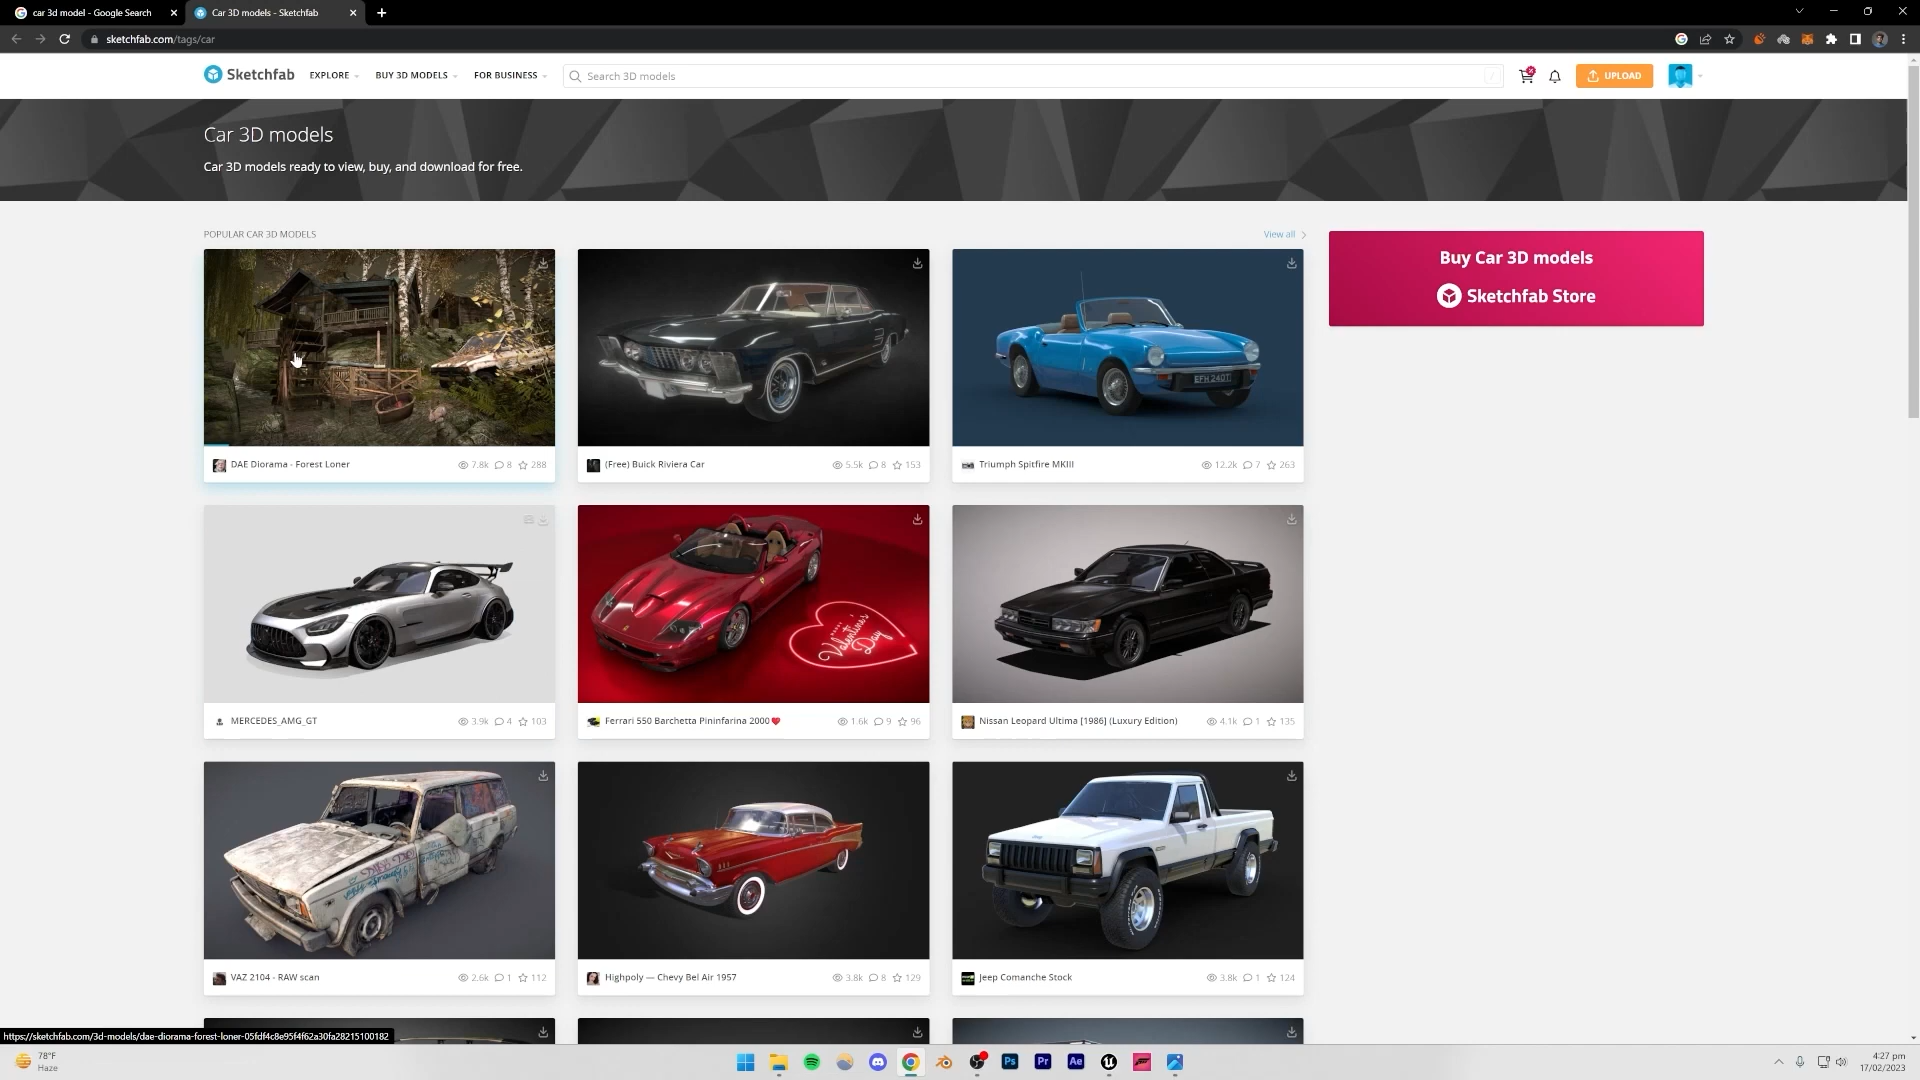 car 3d model - Google Search
Car 3D models - Sketchfab
sketchfab.com/tags/car
Sketchfab
EXPLORE
BUY 3D MODELS
FOR BUSINESS
Search 3D models
/
UPLOAD
Car 3D models
Car 3D models ready to view, buy, and download for free.
POPULAR CAR 3D MODELS
View all
Buy Car 3D models
Sketchfab Store
EFH 240T
DAE Diorama - Forest Loner 7.8k 8 288
(Free) Buick Riviera Car 5.5k 8 153
Triumph Spitfire MKIII 12.2k 7 263
Valentine's
Day
MERCEDES_AMG_GT 3.9k 4 103
Ferrari 550 Barchetta Pininfarina 2000❤ 1.6k 9 96
Nissan Leopard Ultima [1986] (Luxury Edition) 4.1k 1 135
VAZ 2104 - RAW scan 2.6k 1 112
Highpoly — Chevy Bel Air 1957 3.8k 8 129
Jeep Comanche Stock 3.8k 1 124
https://sketchfab.com/3d-models/dae-diorama-forest-loner-05fdf4c8e95f4f62a30fa28215100182
78°F
Haze
Ps
Pr
Ae
4:27 pm
17/02/2023